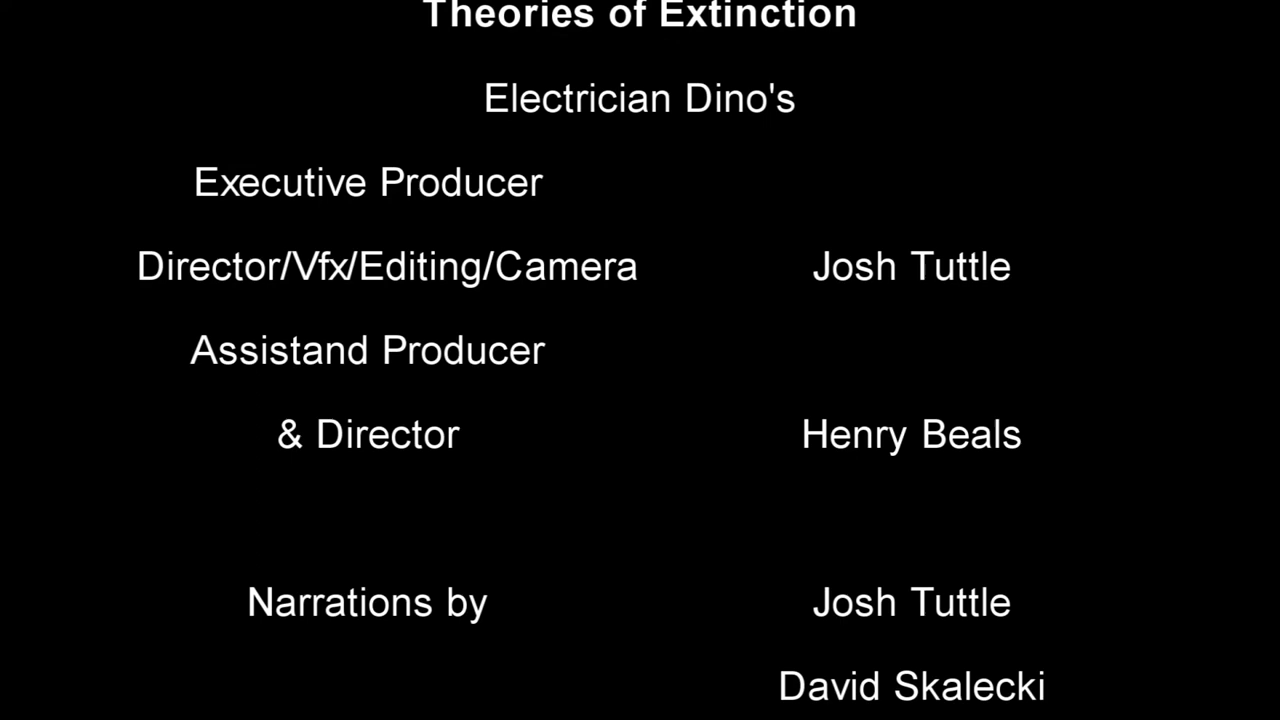 Theories of Extinction
Electrician Dino's
Executive Producer
Director/Vfx/Editing/Camera Josh Tuttle
Assistand Producer
& Director Henry Beals
Narrations by Josh Tuttle
David Skalecki